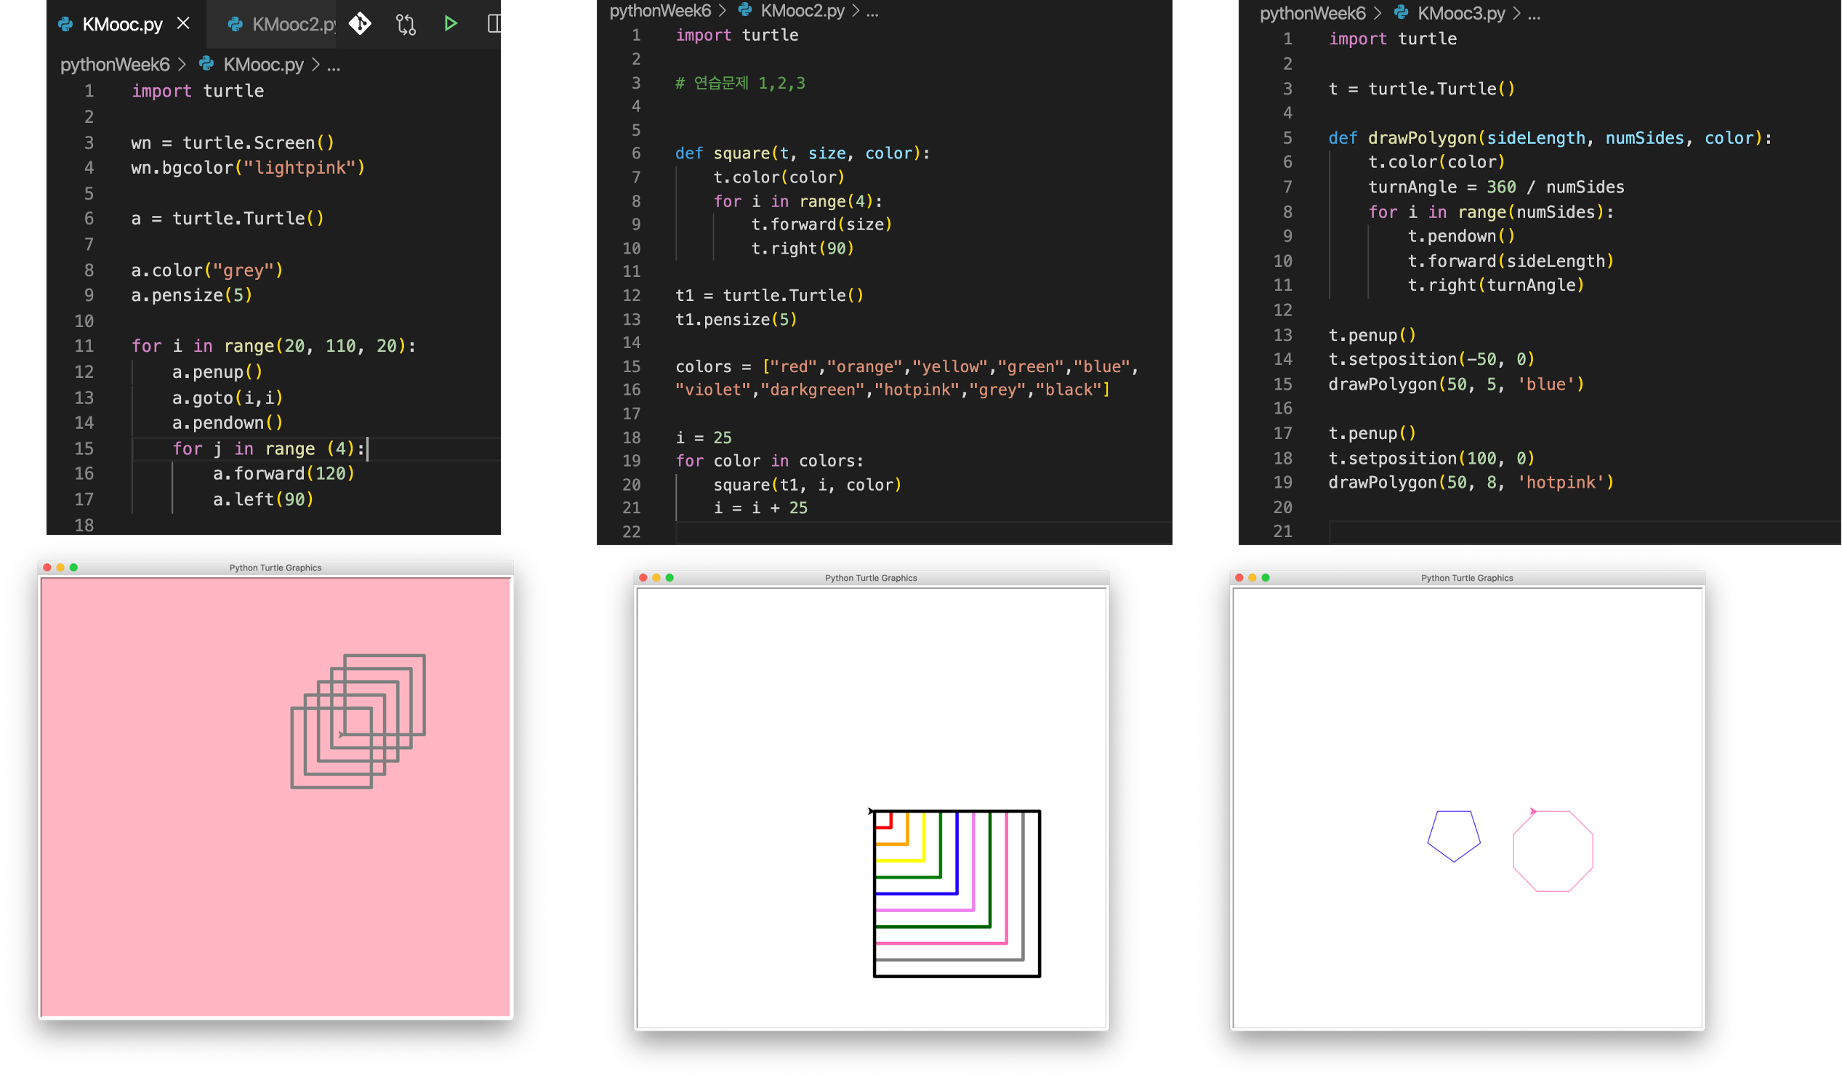 KMooc.py
KMooc2.py
pythonWeek6 > KMooc.py > ...
1 import turtle
2
3 wn = turtle.Screen()
4 wn.bgcolor("lightpink")
5
6 a = turtle.Turtle()
7
8 a.color("grey")
9 a.pensize(5)
10
11 for i in range(20, 110, 20):
12     a.penup()
13     a.goto(i,i)
14     a.pendown()
15     for j in range (4):
16         a.forward(120)
17         a.left(90)
18
Python Turtle Graphics
pythonWeek6 > KMooc2.py > ...
1 import turtle
2
3 # 연습문제 1,2,3
4
5
6 def square(t, size, color):
7     t.color(color)
8     for i in range(4):
9         t.forward(size)
10         t.right(90)
11
12 t1 = turtle.Turtle()
13 t1.pensize(5)
14
15 colors = ["red","orange","yellow","green","blue",
16 "violet","darkgreen","hotpink","grey","black"]
17
18 i = 25
19 for color in colors:
20     square(t1, i, color)
21     i = i + 25
22
Python Turtle Graphics
pythonWeek6 > KMooc3.py > ...
1 import turtle
2
3 t = turtle.Turtle()
4
5 def drawPolygon(sideLength, numSides, color):
6     t.color(color)
7     turnAngle = 360 / numSides
8     for i in range(numSides):
9         t.pendown()
10         t.forward(sideLength)
11         t.right(turnAngle)
12
13 t.penup()
14 t.setposition(-50, 0)
15 drawPolygon(50, 5, 'blue')
16
17 t.penup()
18 t.setposition(100, 0)
19 drawPolygon(50, 8, 'hotpink')
20
21
Python Turtle Graphics